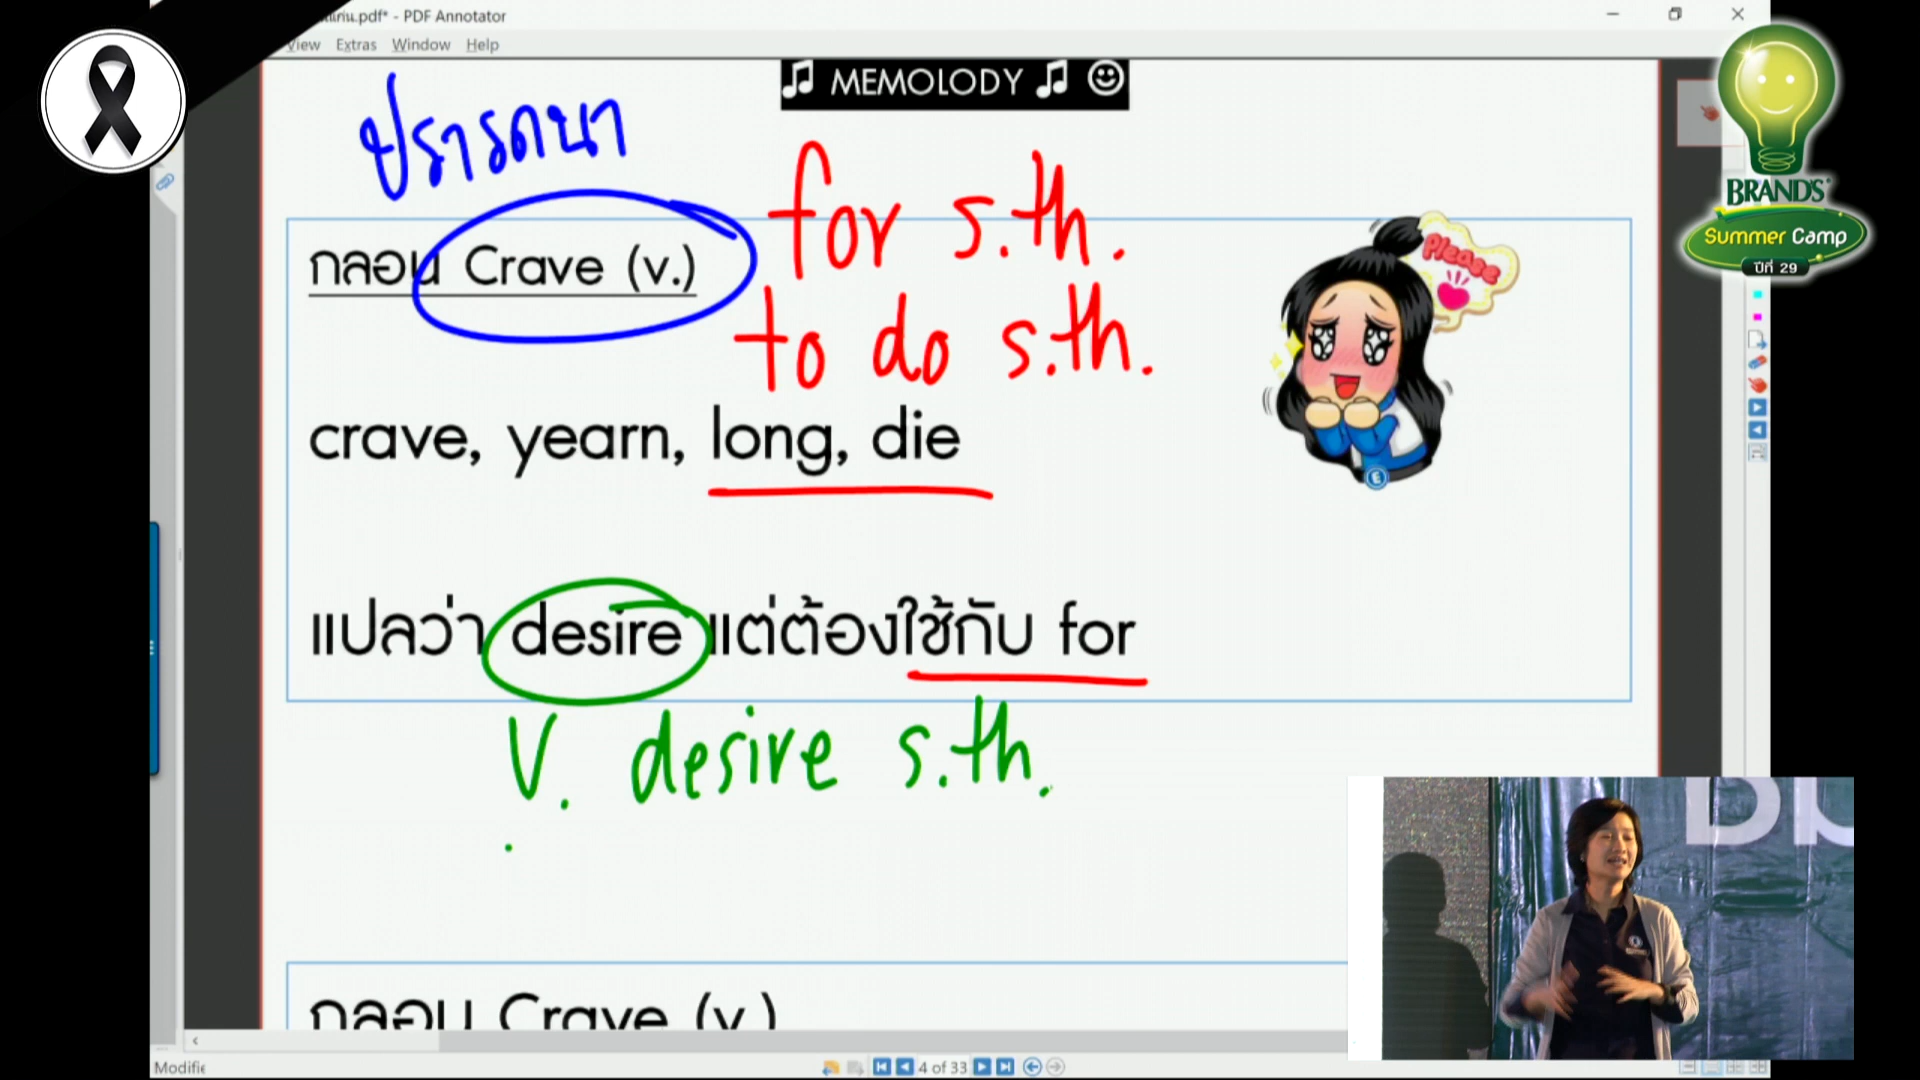 .pdf* - PDF Annotator
View Extras Window Help
MEMOLODY
ปรารถนา
for s.th.
to do s.th.
กลอน Crave (v.)
Please
BRAND'S
Summer Camp
ปีที่ 29
crave, yearn, long, die
E
แปลว่า desire แต่ต้องใช้กับ for
V. desire s.th.
กลอน Crave (v.)
4 of 33